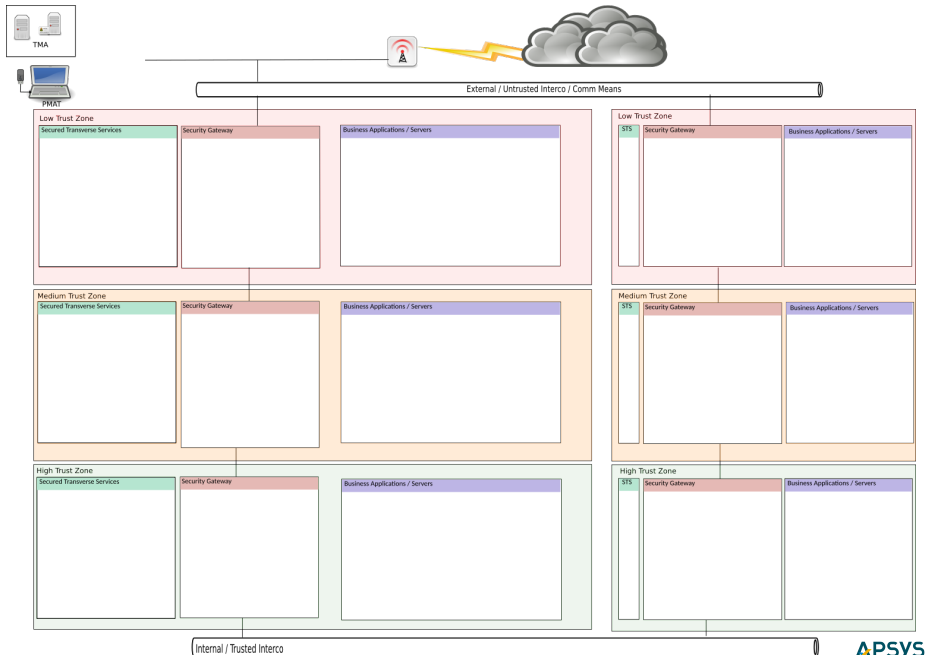 TMA
PMAT
External / Untrusted Interco / Comm Means
Low Trust Zone
Secured Transverse Services
Security Gateway
Business Applications / Servers
Low Trust Zone
STS
Security Gateway
Business Applications / Servers
Medium Trust Zone
Secured Transverse Services
Security Gateway
Business Applications / Servers
Medium Trust Zone
STS
Security Gateway
Business Applications / Servers
High Trust Zone
Secured Transverse Services
Security Gateway
Business Applications / Servers
High Trust Zone
STS
Security Gateway
Business Applications / Servers
Internal / Trusted Interco
APSYS